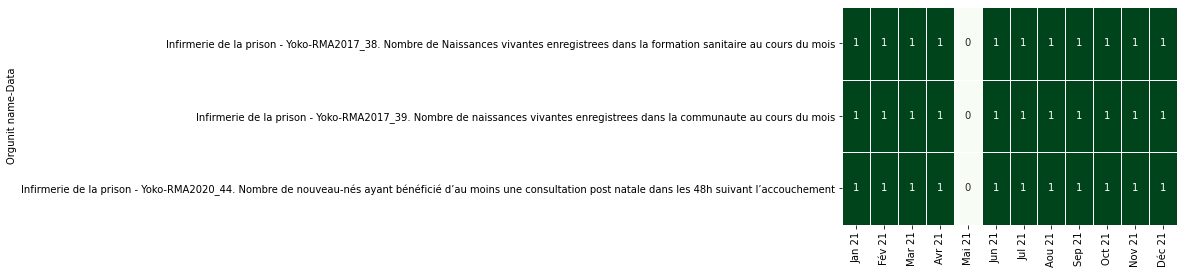 Orgunit name-Data
Infirmerie de la prison - Yoko-RMA2017_38. Nombre de Naissances vivantes enregistrees dans la formation sanitaire au cours du mois
1 1 1 1 0 1 1 1 1 1 1 1
Infirmerie de la prison - Yoko-RMA2017_39. Nombre de naissances vivantes enregistrees dans la communaute au cours du mois
1 1 1 1 0 1 1 1 1 1 1 1
Infirmerie de la prison - Yoko-RMA2020_44. Nombre de nouveau-nés ayant bénéficié d’au moins une consultation post natale dans les 48h suivant l’accouchement
1 1 1 1 0 1 1 1 1 1 1 1
Jan 21 Fév 21 Mar 21 Avr 21 Mai 21 Jun 21 Jul 21 Aou 21 Sep 21 Oct 21 Nov 21 Déc 21